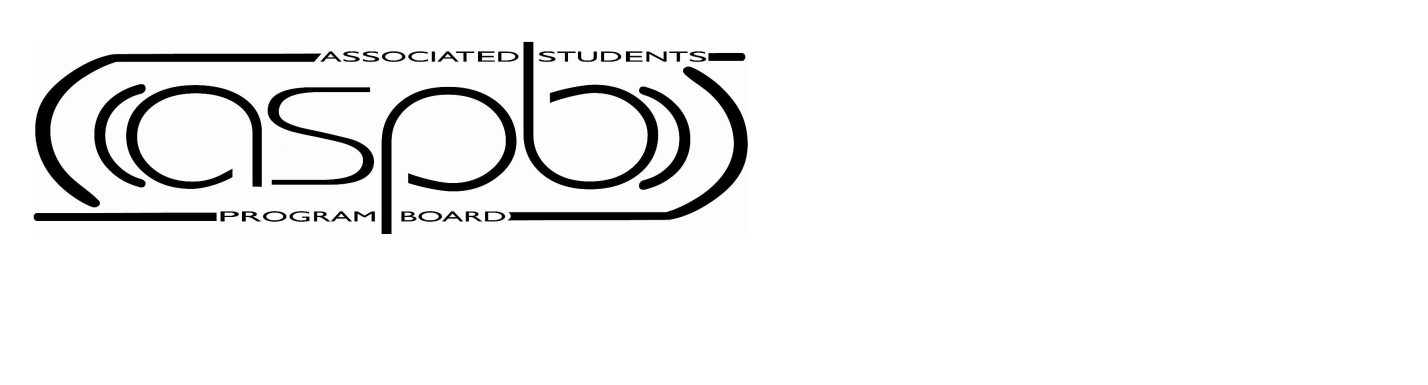 ASSOCIATED STUDENTS
aspb
PROGRAM BOARD